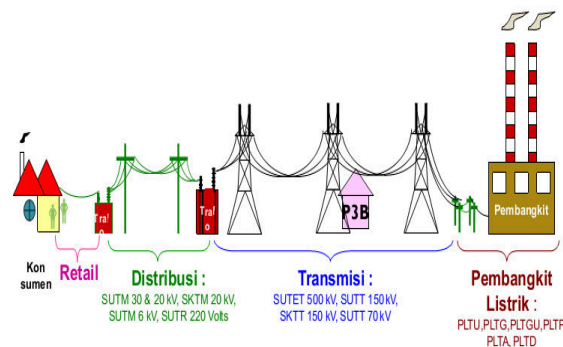 Tra
o
Tra
o
P3B
Pembangkit
Kon
sumen
Retail
Distribusi :
SUTM 30 & 20 kV, SKTM 20 kV,
SUTM 6 kV, SUTR 220 Volts
Transmisi :
SUTET 500 kV, SUTT 150 kV,
SKTT 150 kV, SUTT 70 kV
Pembangkit
Listrik :
PLTU,PLTG,PLTGU,PLTP
PLTA, PLTD